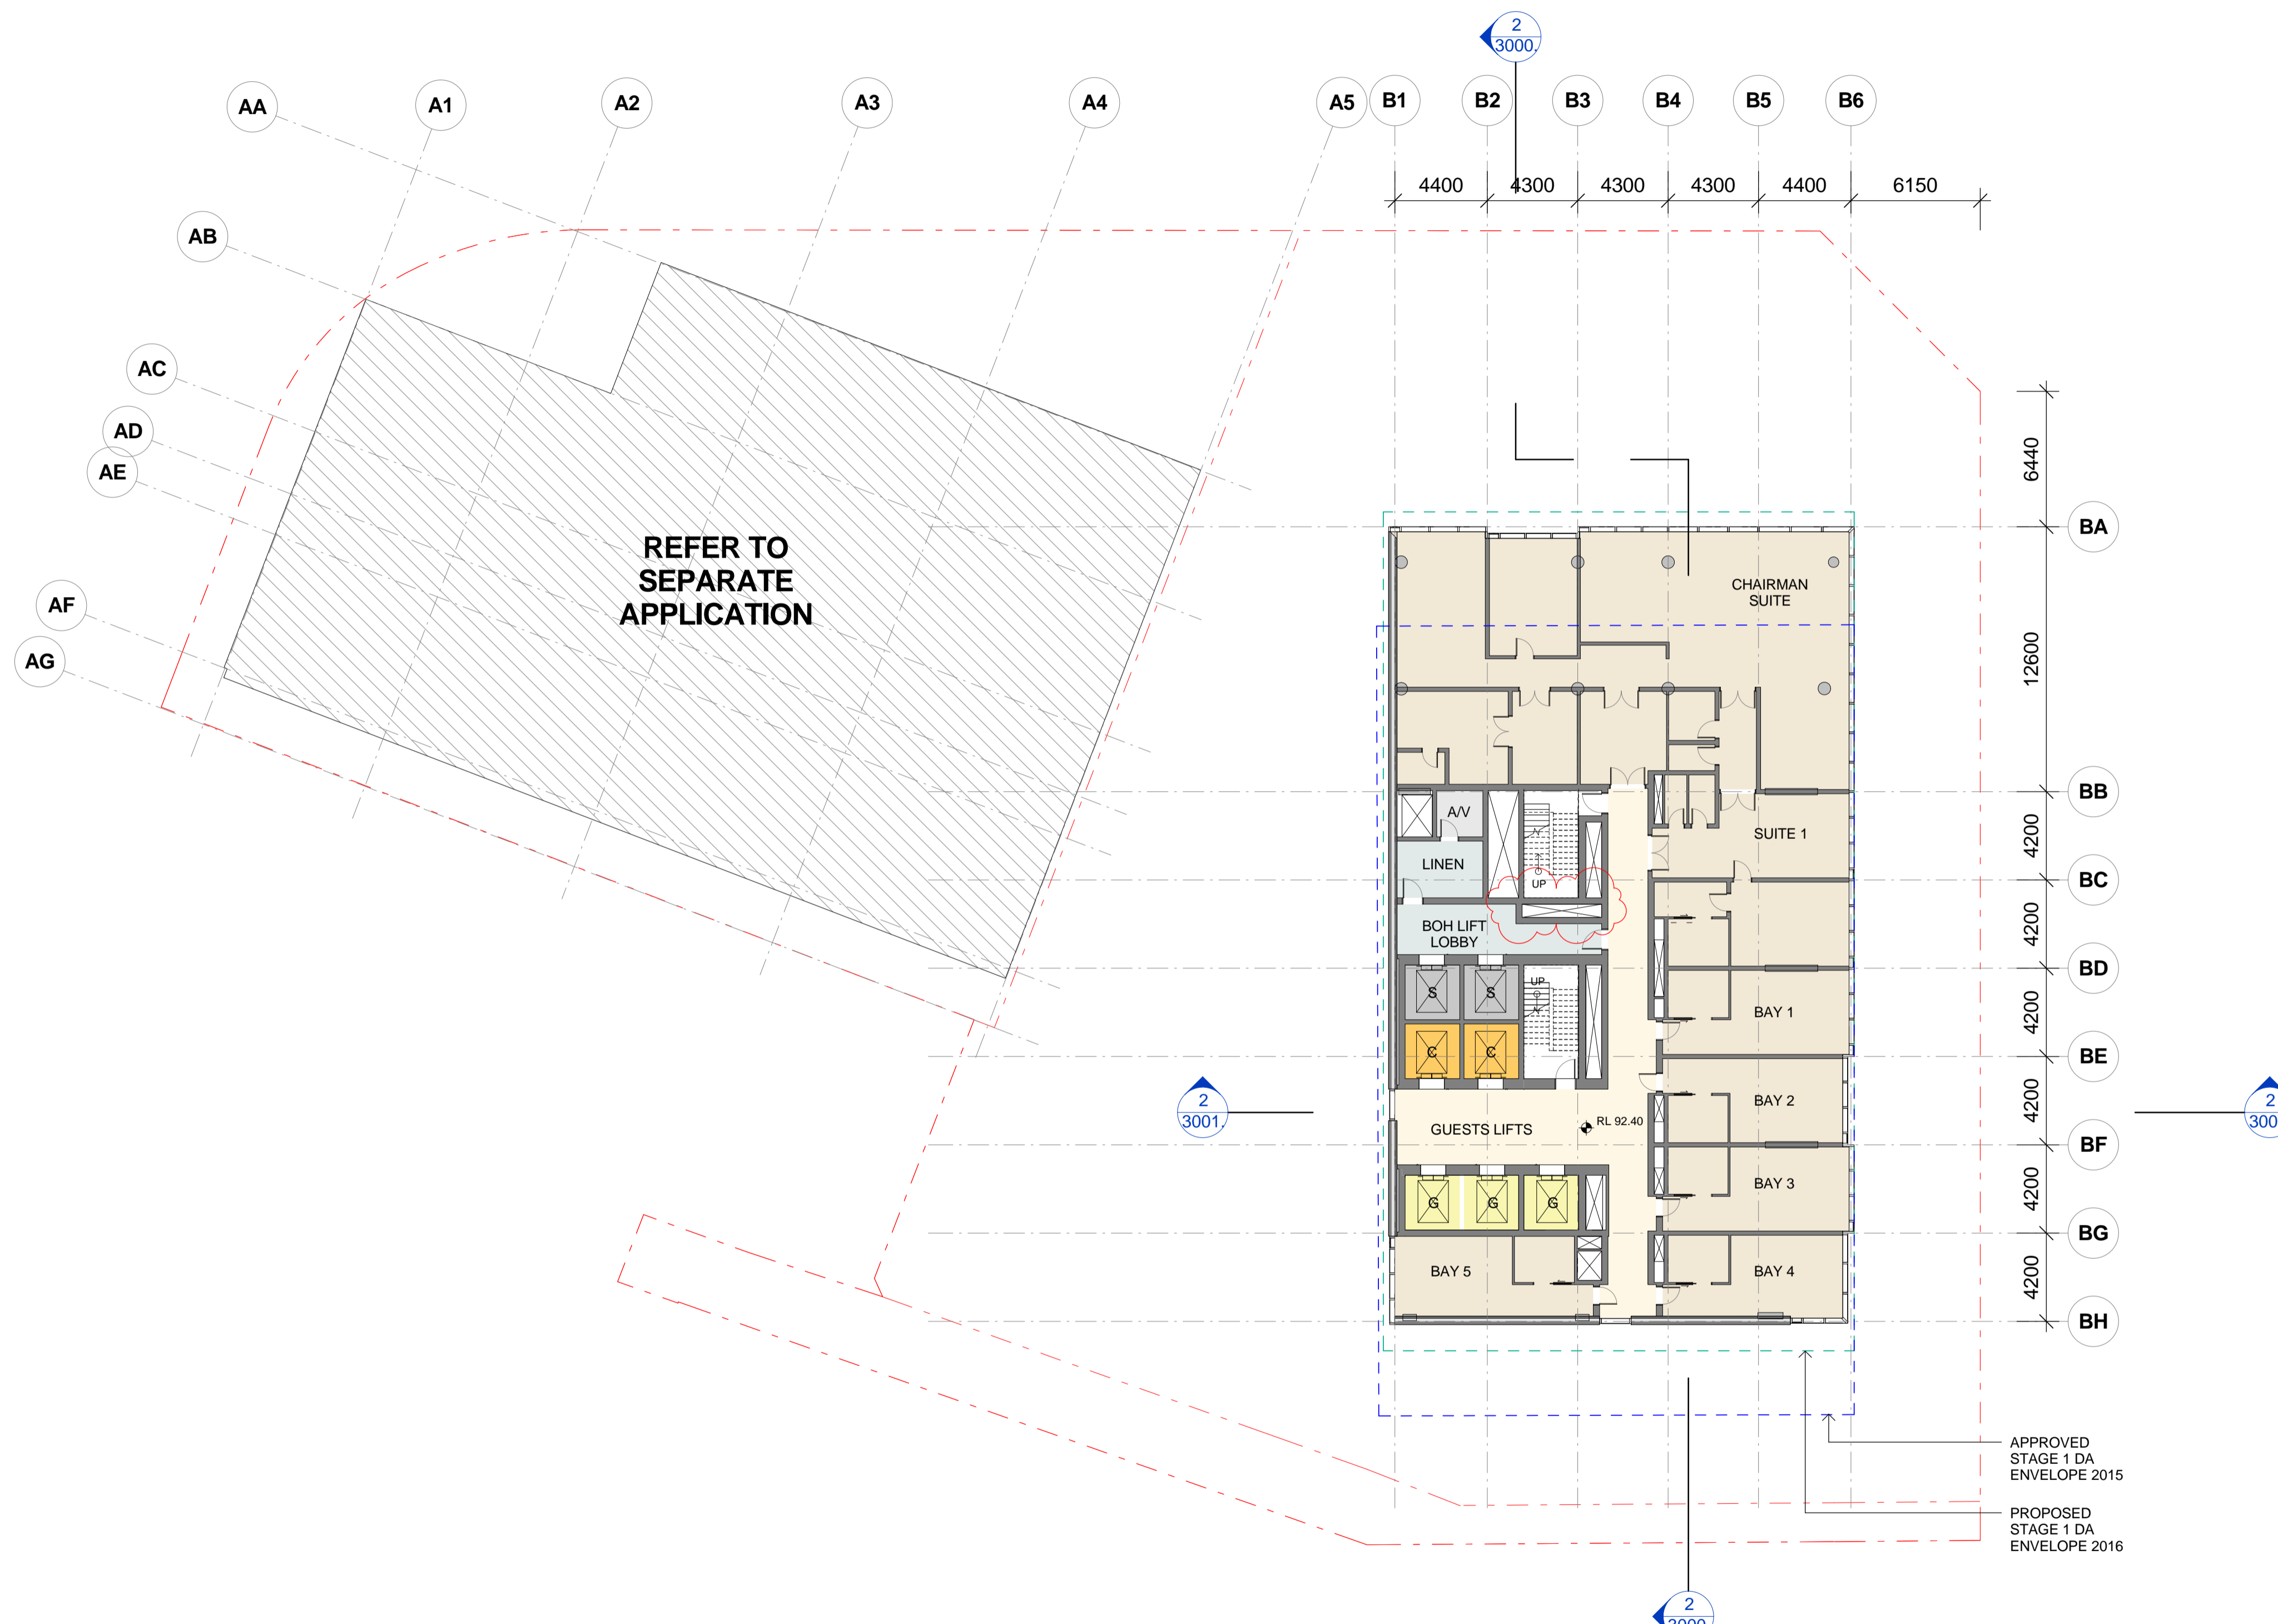 2
3000.
AA
A1
A2
A3
A4
A5
B1
B2
B3
B4
B5
B6
4400
4300
4300
4300
4400
6150
AB
AC
AD
AE
AF
AG
REFER TO
SEPARATE
APPLICATION
6440
BA
12600
BB
4200
BC
4200
BD
4200
BE
4200
BF
4200
BG
4200
BH
CHAIRMAN
SUITE
A/V
SUITE 1
LINEN
UP
BOH LIFT
LOBBY
S
S
UP
BAY 1
C
C
BAY 2
GUESTS LIFTS
RL 92.40
BAY 3
G
G
G
BAY 5
BAY 4
2
3001.
2
300
APPROVED
STAGE 1 DA
ENVELOPE 2015
PROPOSED
STAGE 1 DA
ENVELOPE 2016
2
3000